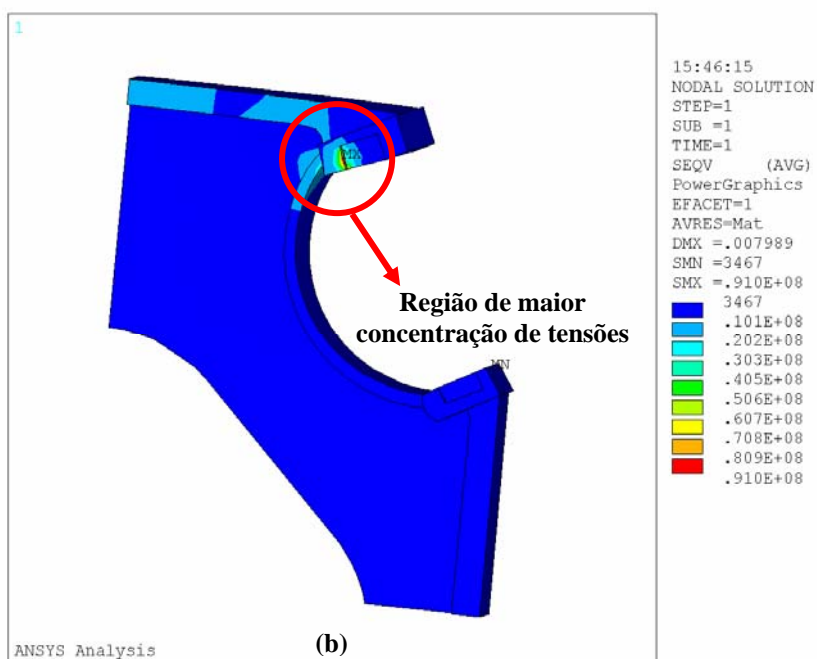 1
15:46:15
NODAL SOLUTION
STEP=1
SUB =1
TIME=1
SEQV (AVG)
PowerGraphics
EFACET=1
AVRES=Mat
DMX =.007989
SMN =3467
SMX =.910E+08
3467
.101E+08
.202E+08
.303E+08
.405E+08
.506E+08
.607E+08
.708E+08
.809E+08
.910E+08
MX
Região de maior
concentração de tensões
MN
(b)
ANSYS Analysis